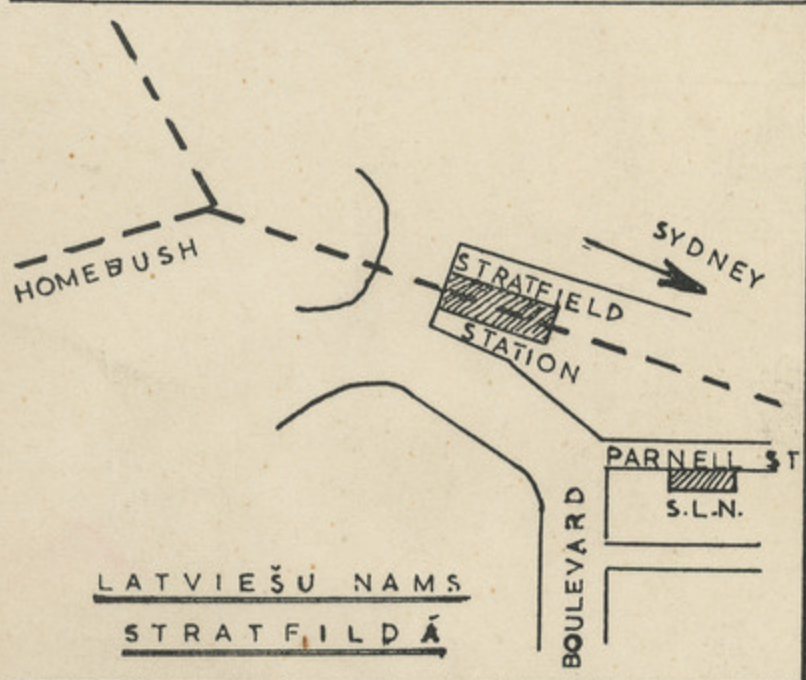 SYDNEY
HOMEBUSH
STRATFIELD
STATION
PARNELL ST
S.L.N.
BOULEVARD
LATVIEŠU NAMS
STRATFILDĀ